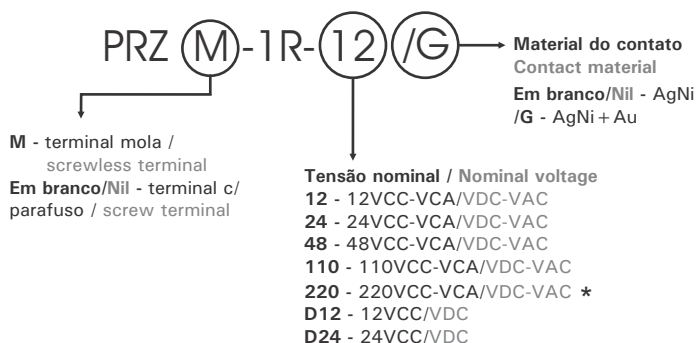 PRZ M-1R-12/G
Material do contato
Contact material
Em branco/Nil - AgNi
/G - AgNi+Au
M - terminal mola /
screwless terminal
Em branco/Nil - terminal c/
parafuso / screw terminal
Tensão nominal / Nominal voltage
12 - 12VCC-VCA/VDC-VAC
24 - 24VCC-VCA/VDC-VAC
48 - 48VCC-VCA/VDC-VAC
110 - 110VCC-VCA/VDC-VAC
220 - 220VCC-VCA/VDC-VAC *
D12 - 12VCC/VDC
D24 - 24VCC/VDC